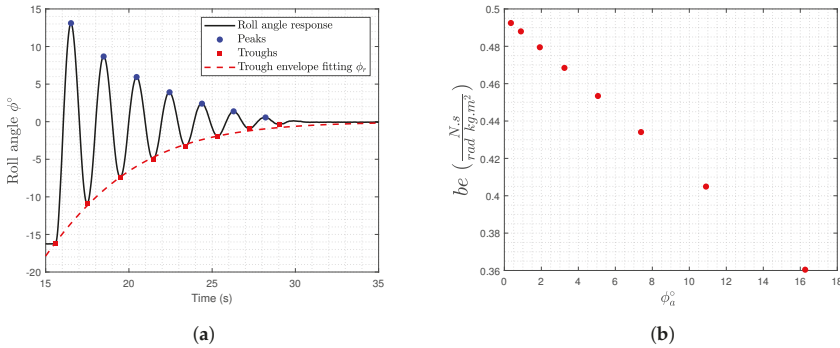 15
10
5
0
-5
-10
-15
-20
15 20 25 30 35
Roll angle ϕ°
Time (s)
Roll angle response
Peaks
Troughs
Trough envelope fitting ϕₑ
(a)
0.5
0.48
0.46
0.44
0.42
0.4
0.38
0.36
0 2 4 6 8 10 12 14 16 18
be (N.s / rad kg.m²)
ϕₐ°
(b)